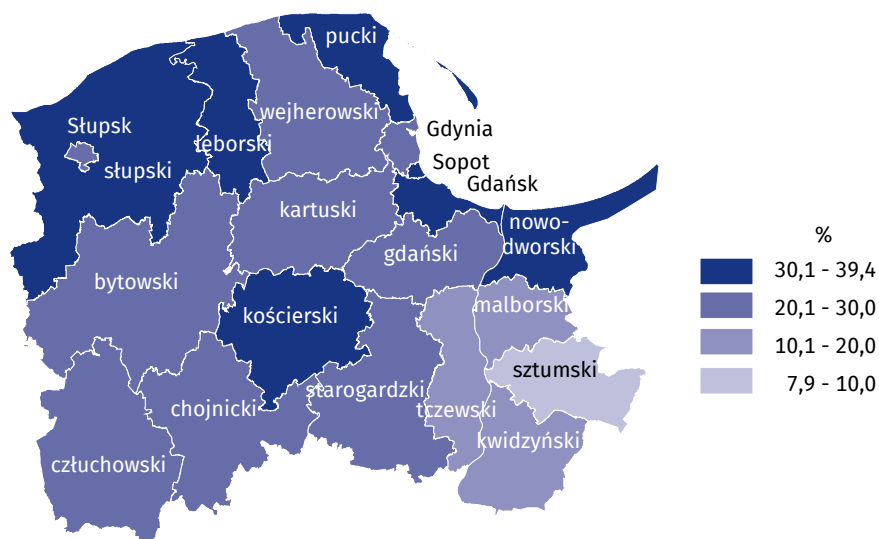 pucki
wejherowski
Gdynia
Słupsk
lęborski
Sopot
słupski
Gdańsk
kartuski
nowo-
dworski
gdański
bytowski
malborski
kościerski
sztumski
starogardzki
chojnicki
tczewski
kwidzyński
człuchowski
%
30,1 - 39,4
20,1 - 30,0
10,1 - 20,0
7,9 - 10,0